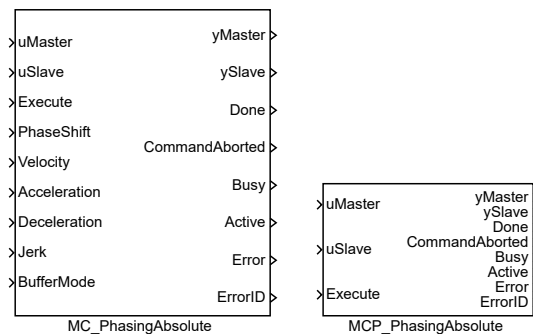 uMaster
uSlave
Execute
PhaseShift
Velocity
Acceleration
Deceleration
Jerk
BufferMode
yMaster
ySlave
Done
CommandAborted
Busy
Active
Error
ErrorID
MC_PhasingAbsolute
uMaster
uSlave
Execute
yMaster
ySlave
Done
CommandAborted
Busy
Active
Error
ErrorID
MCP_PhasingAbsolute